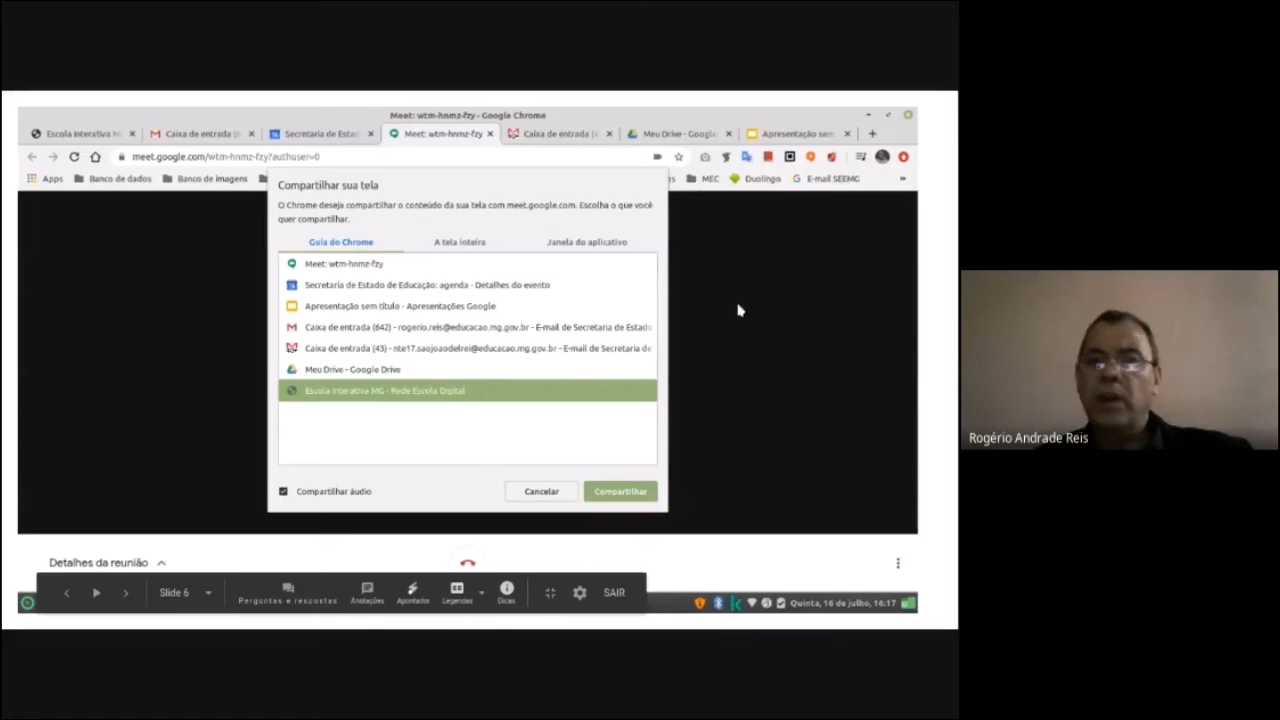 Meet: wtm-hnmz-fzy - Google Chrome
Escola Interativa M
Caixa de entrada (
Secretaria de Estad
Meet: wtm-hnmz-fzy
Caixa de entrada (
Meu Drive - Google
Apresentação sem
meet.google.com/wtm-hnmz-fzy?authuser=0
Apps
Banco de dados
Banco de imagens
MEC
Duolingo
E-mail SEEMG
Compartilhar sua tela
O Chrome deseja compartilhar o conteúdo da sua tela com meet.google.com. Escolha o que você
quer compartilhar.
Guia do Chrome
A tela inteira
Janela do aplicativo
Meet: wtm-hnmz-fzy
Secretaria de Estado de Educação: agenda - Detalhes do evento
Apresentação sem título - Apresentações Google
Caixa de entrada (642) - rogerio.reis@educacao.mg.gov.br - E-mail de Secretaria de Estado
Caixa de entrada (43) - nte17.saojoaodelrei@educacao.mg.gov.br - E-mail de Secretaria de
Meu Drive - Google Drive
Escola Interativa MG - Rede Escola Digital
Compartilhar áudio
Cancelar
Compartilhar
Rogério Andrade Reis
Detalhes da reunião
Slide 6
Perguntas e respostas
Anotações
Apontador
Legendas
Dicas
SAIR
Quinta, 16 de julho, 16:17